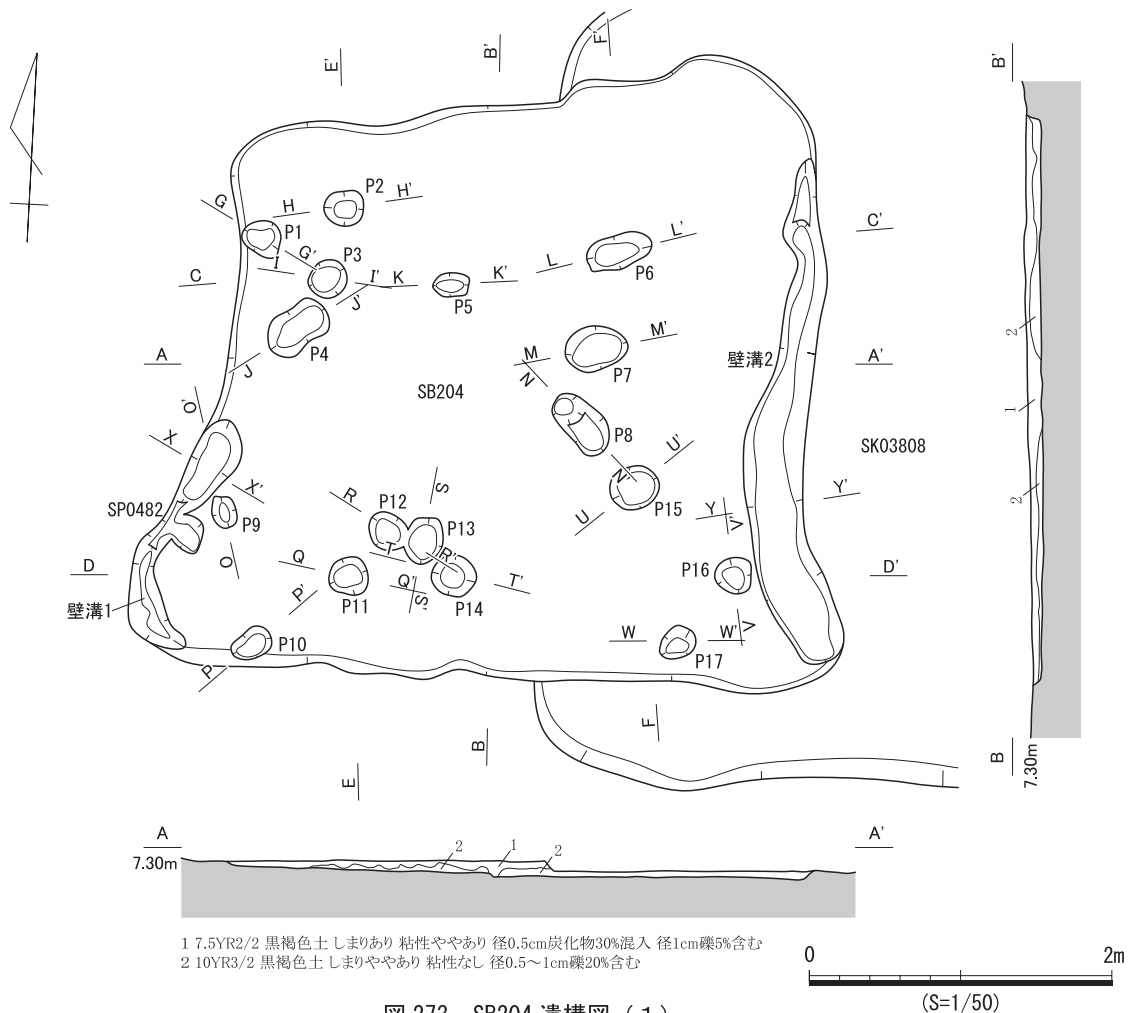 E'
B'
F'
B'
G
H
P2
H'
P1
G'
P3
I
I'
L
L'
C'
C
K
K'
P5
P6
J'
P4
J
A
M
M'
P7
N
壁溝2
A'
2
SB204
O'
1
X
P8
U'
SK03808
N'
X'
S
2
SP0482
P9
R
P12
P13
U
P15
Y
V'
Y'
D
O
Q
T
R'
P16
D'
壁溝1
P'
P11
Q'
S'
P14
T'
P10
W
W'
V
P17
P
F
B
B
7.30m
E
A
7.30m
2
1
2
A'
1 7.5YR2/2 黒褐色土 しまりあり 粘性ややあり 径0.5cm炭化物30%混入 径1cm礫5%含む
2 10YR3/2 黒褐色土 しまりややあり 粘性なし 径0.5～1cm礫20%含む
0
2m
(S=1/50)
図 273 SB204 遺構図（1）